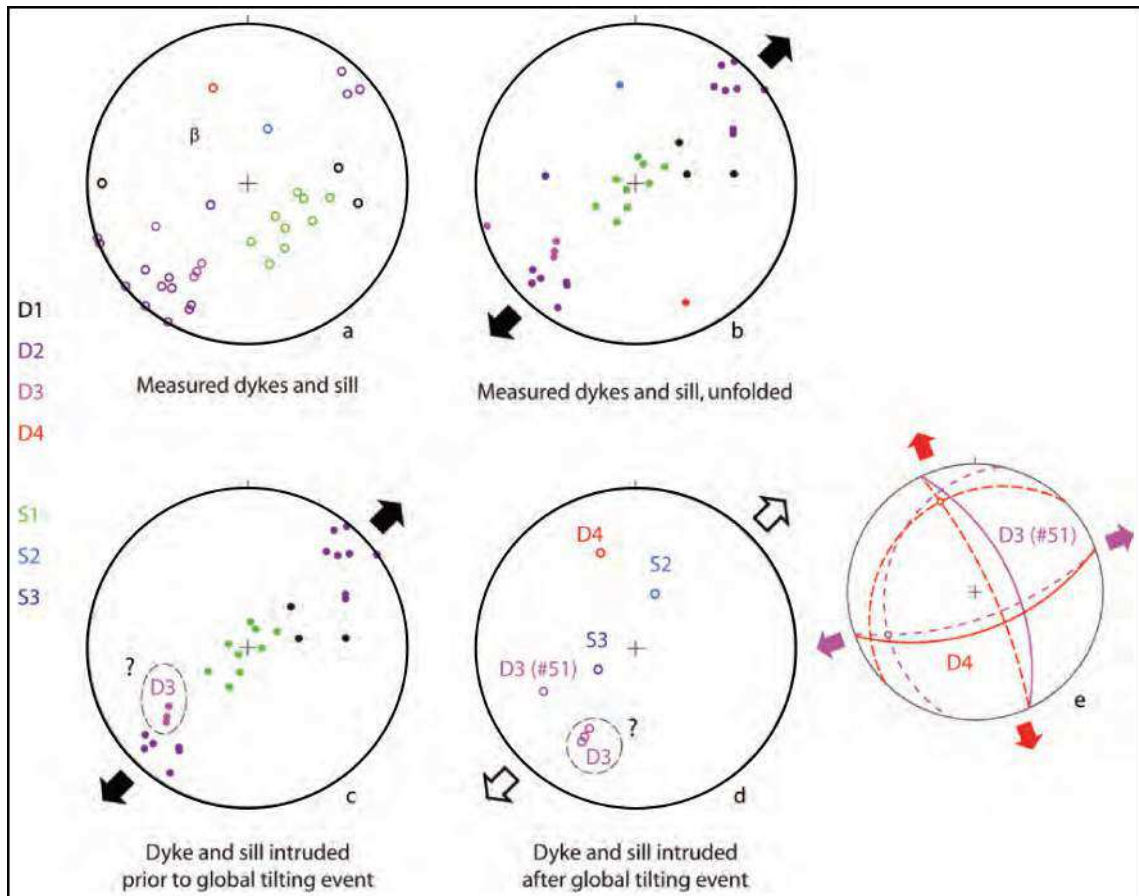 β
a
Measured dykes and sill
b
Measured dykes and sill, unfolded
D1
D2
D3
D4
S1
S2
S3
?
D3
c
Dyke and sill intruded
prior to global tilting event
D4
S2
S3
D3 (#51)
?
D3
d
Dyke and sill intruded
after global tilting event
D3 (#51)
D4
e